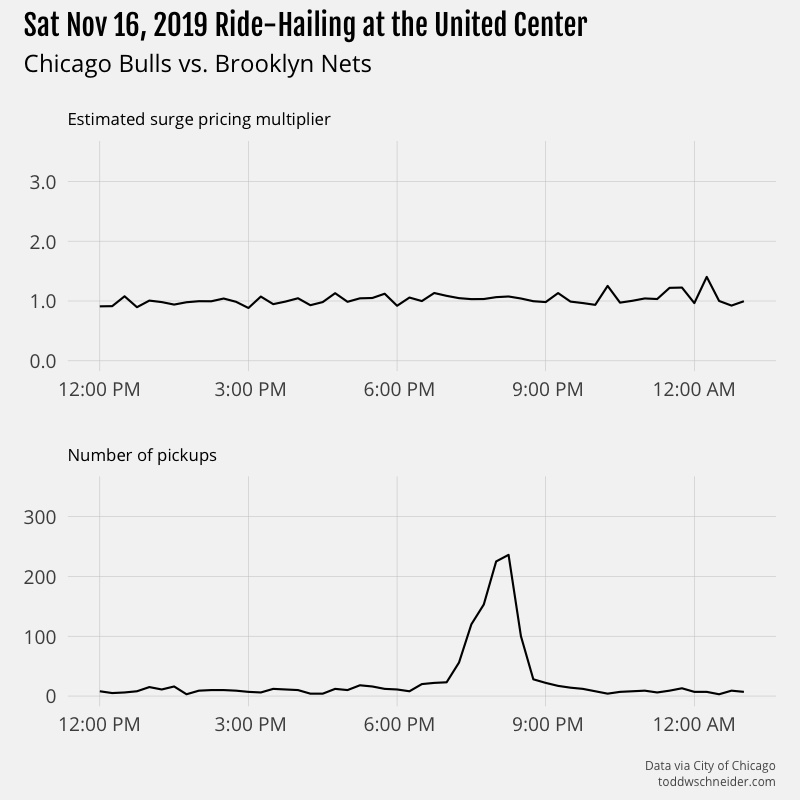 Sat Nov 16, 2019 Ride-Hailing at the United Center
Chicago Bulls vs. Brooklyn Nets
Estimated surge pricing multiplier
3.0
2.0
1.0
0.0
12:00 PM 3:00 PM 6:00 PM 9:00 PM 12:00 AM
Number of pickups
300
200
100
0
12:00 PM 3:00 PM 6:00 PM 9:00 PM 12:00 AM
Data via City of Chicago
toddwschneider.com